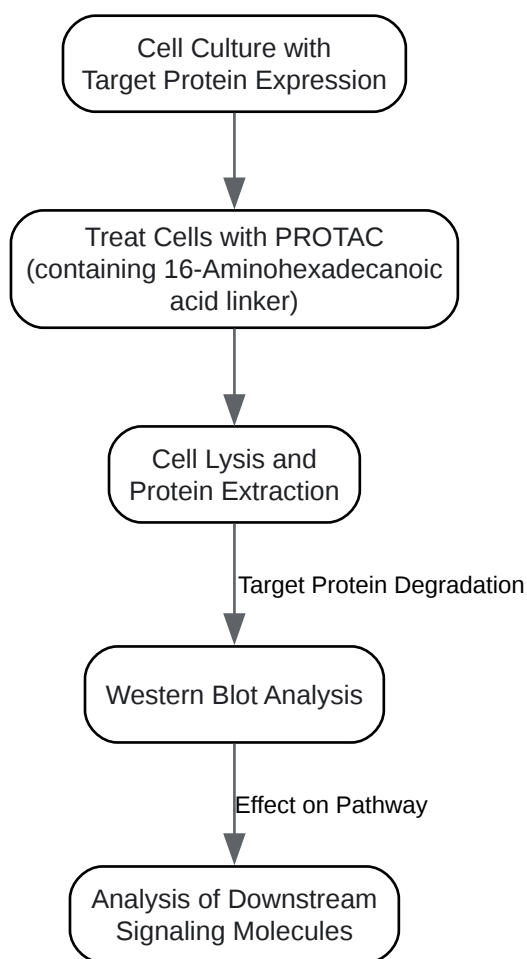 Cell Culture with
Target Protein Expression
Treat Cells with PROTAC
(containing 16-Aminohexadecanoic
acid linker)
Cell Lysis and
Protein Extraction
Target Protein Degradation
Western Blot Analysis
Effect on Pathway
Analysis of Downstream
Signaling Molecules